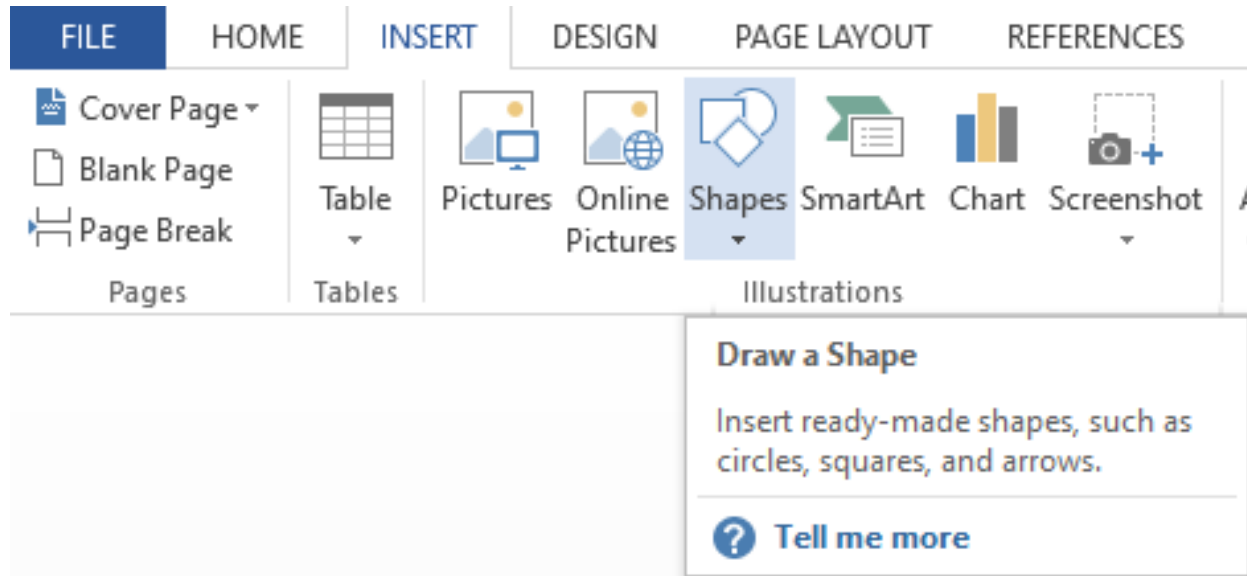 FILE HOME INSERT DESIGN PAGE LAYOUT REFERENCES
Cover Page
Blank Page
Page Break
Pages
Table
Tables
Pictures
Online
Pictures
Shapes
SmartArt
Chart
Screenshot
Illustrations
Draw a Shape
Insert ready-made shapes, such as
circles, squares, and arrows.
? Tell me more